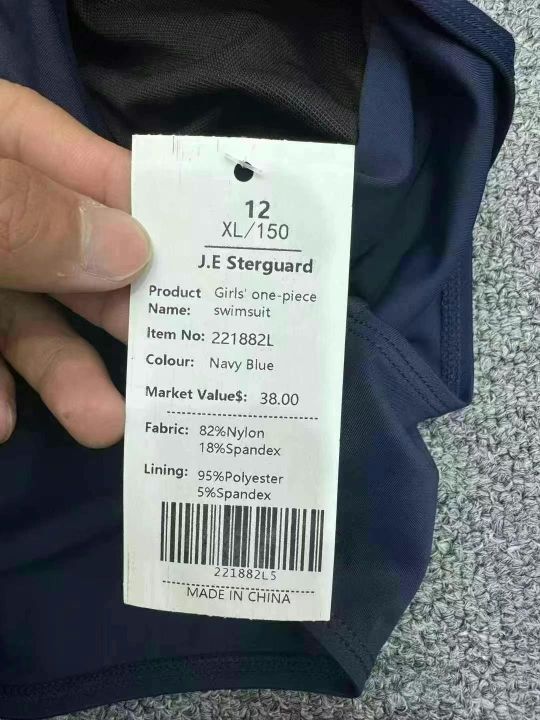 12
XL/150
J.E Sterguard
Product Name: Girls' one-piece swimsuit
Item No: 221882L
Colour: Navy Blue
Market Value$: 38.00
Fabric: 82%Nylon
18%Spandex
Lining: 95%Polyester
5%Spandex
221882L5
MADE IN CHINA